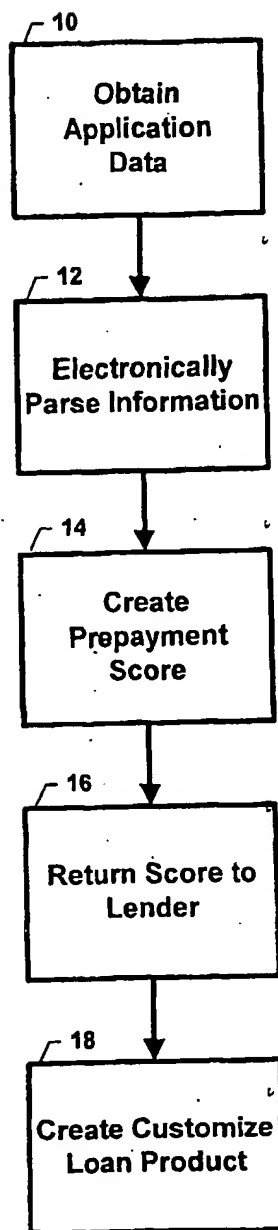 10
Obtain
Application
Data
12
Electronically
Parse Information
14
Create
Prepayment
Score
16
Return Score to
Lender
18
Create Customize
Loan Product